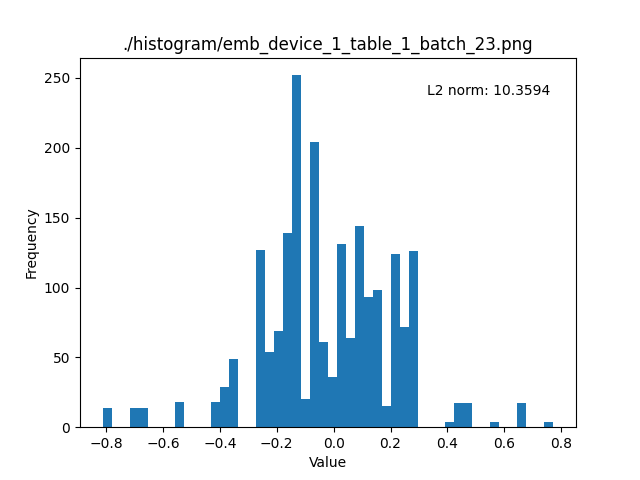 ./histogram/emb_device_1_table_1_batch_23.png
L2 norm: 10.3594
Frequency
250
200
150
100
50
0
−0.8 −0.6 −0.4 −0.2 0.0 0.2 0.4 0.6 0.8
Value